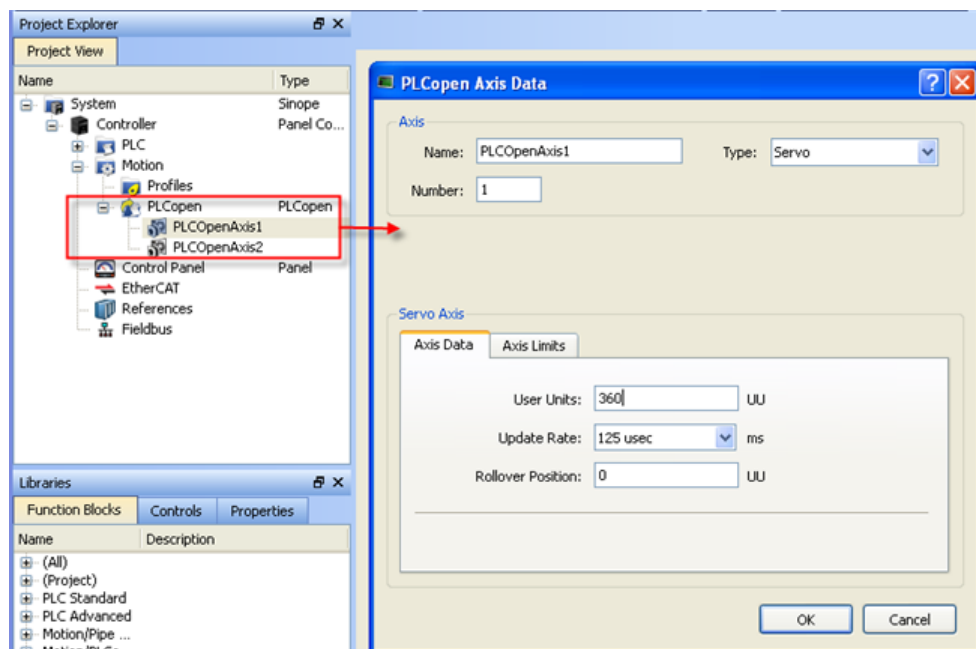 Project Explorer
Project View
Name Type
System Sinope
Controller Panel Co...
PLC
Motion
Profiles
PLCopen PLCopen
PLCOpenAxis1
PLCOpenAxis2
Control Panel Panel
EtherCAT
References
Fieldbus
Libraries
Function Blocks Controls Properties
Name Description
(All)
(Project)
PLC Standard
PLC Advanced
Motion/Pipe ...
PLCopen Axis Data
Axis
Name: PLCOpenAxis1 Type: Servo
Number: 1
Servo Axis
Axis Data Axis Limits
User Units: 360 UU
Update Rate: 125 usec ms
Rollover Position: 0 UU
OK Cancel